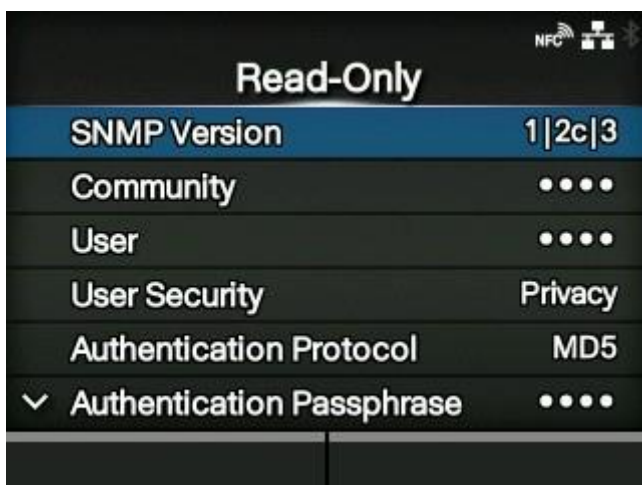 NFC
Read-Only
SNMP Version 1|2c|3
Community ••••
User ••••
User Security Privacy
Authentication Protocol MD5
Authentication Passphrase ••••